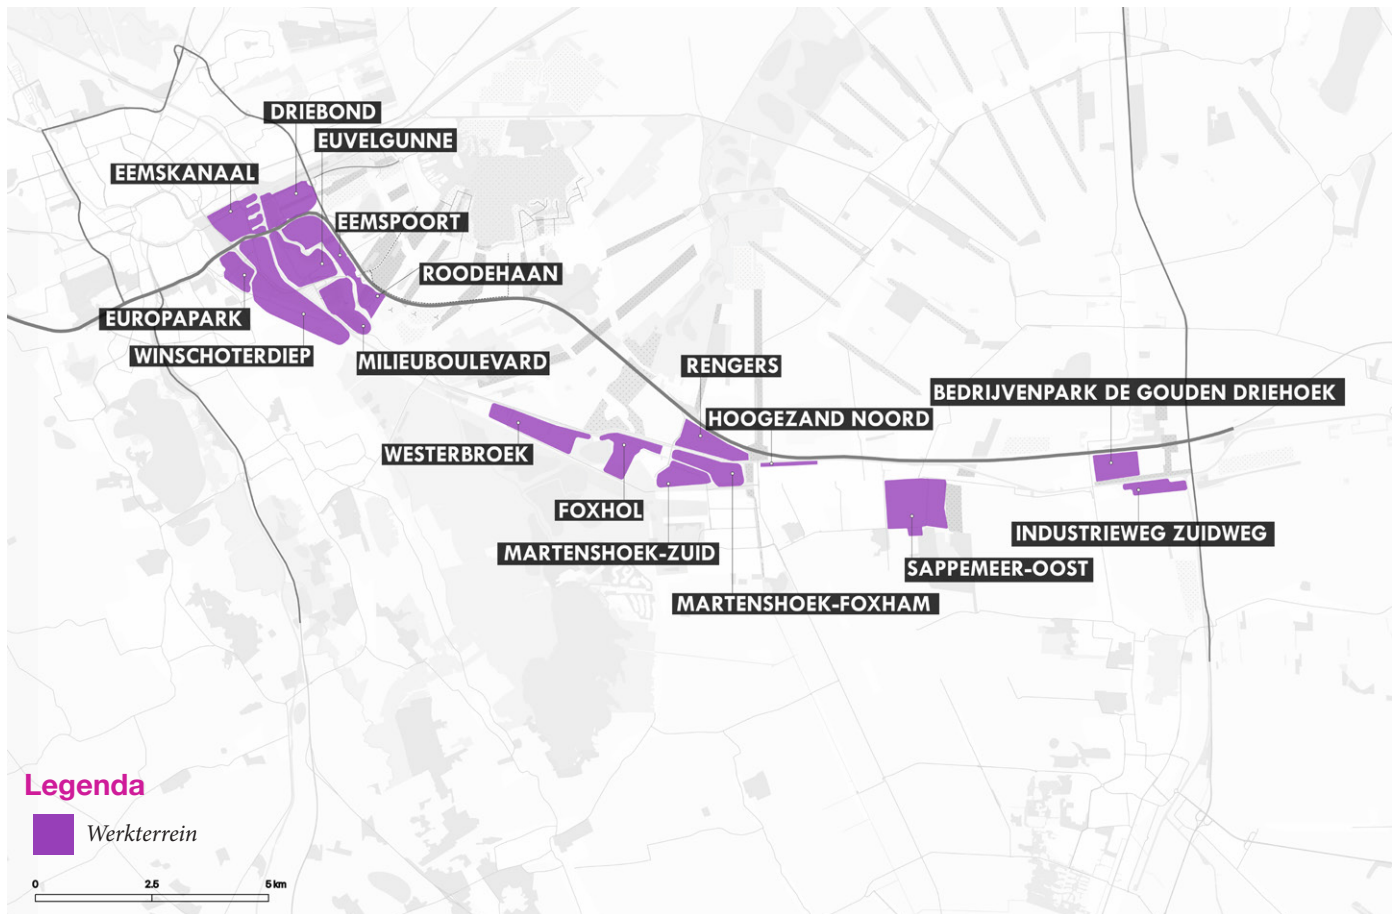 DRIEBOND
EUVELGUNNE
EEMSKANAAL
EEMSPOORT
ROODEHAAN
EUROPAPARK
WINSCHOTERDIEP
MILIEUBOULEVARD
RENGERS
BEDRIJVENPARK DE GOUDEN DRIEHOEK
HOOGEZAND NOORD
WESTERBROEK
FOXHOL
INDUSTRIEWEG ZUIDWEG
MARTENSHOEK-ZUID
SAPPEMEER-OOST
MARTENSHOEK-FOXHAM
Legenda
Werkterrein
0 2.5 5 km